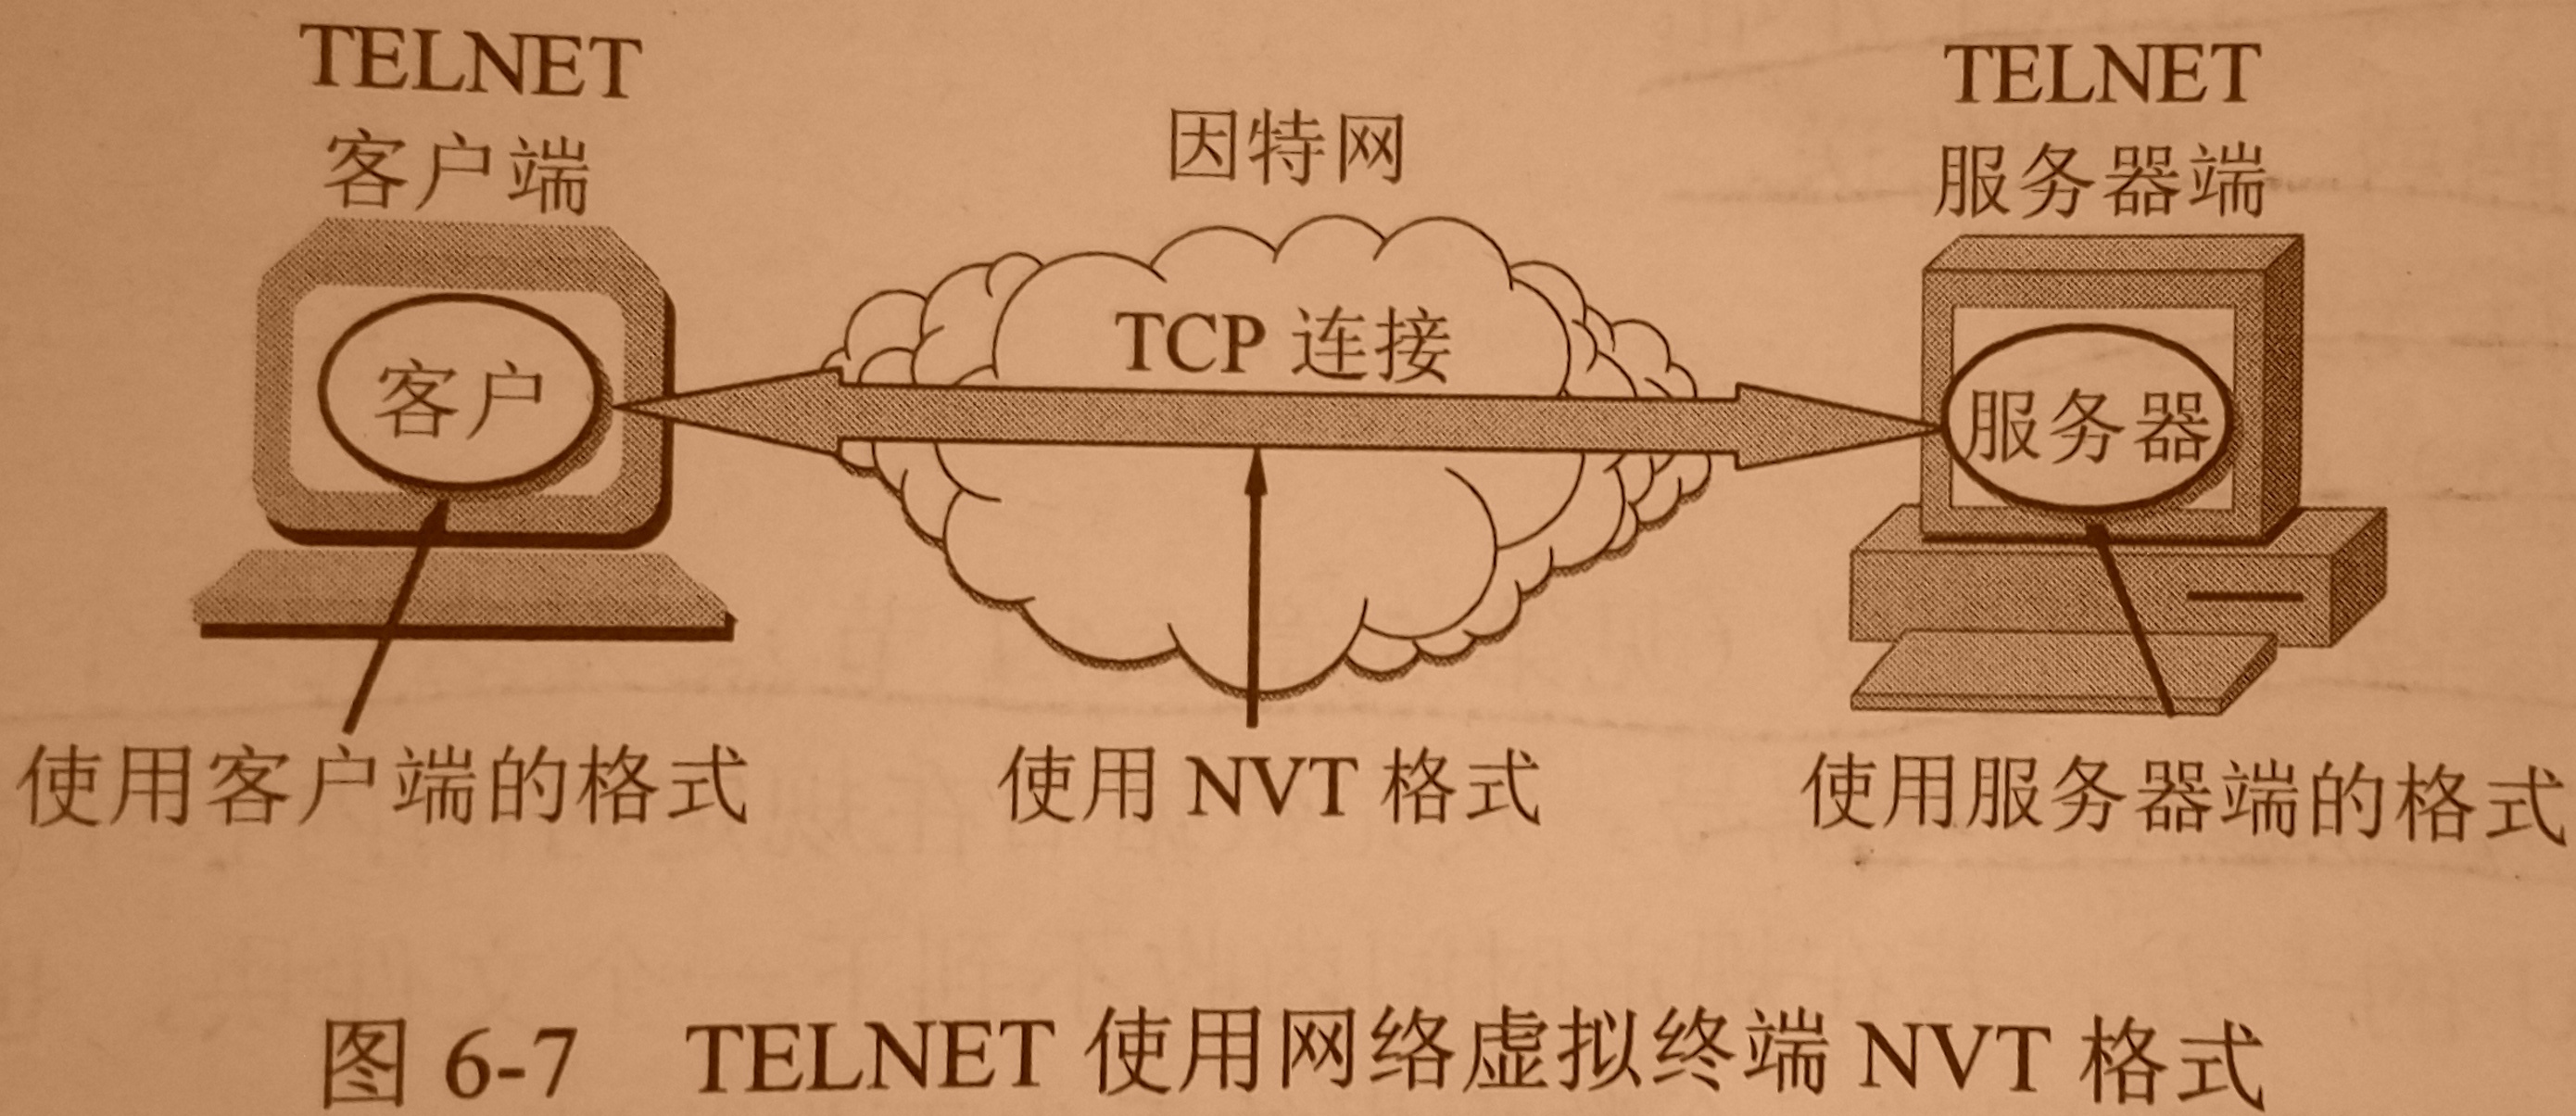 TELNET
客户端
因特网
TELNET
服务器端
TCP 连接
客户
服务器
使用客户端的格式
使用 NVT 格式
使用服务器端的格式
图 6-7 TELNET 使用网络虚拟终端 NVT 格式